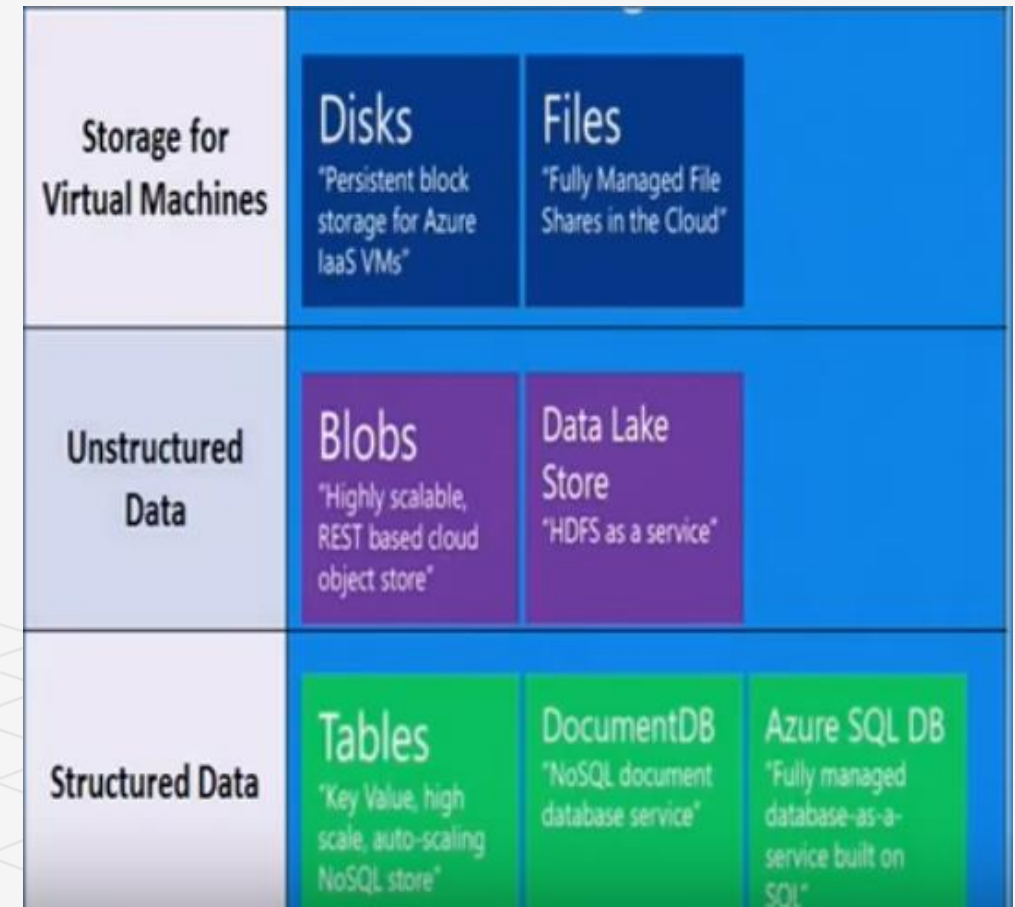 Storage for
Virtual Machines
Disks
"Persistent block
storage for Azure
IaaS VMs"
Files
"Fully Managed File
Shares in the Cloud"
Unstructured
Data
Blobs
"Highly scalable,
REST based cloud
object store"
Data Lake
Store
"HDFS as a service"
Structured Data
Tables
"Key Value, high
scale, auto-scaling
NoSQL store"
DocumentDB
"NoSQL document
database service"
Azure SQL DB
"Fully managed
database-as-a-
service built on
SQL"